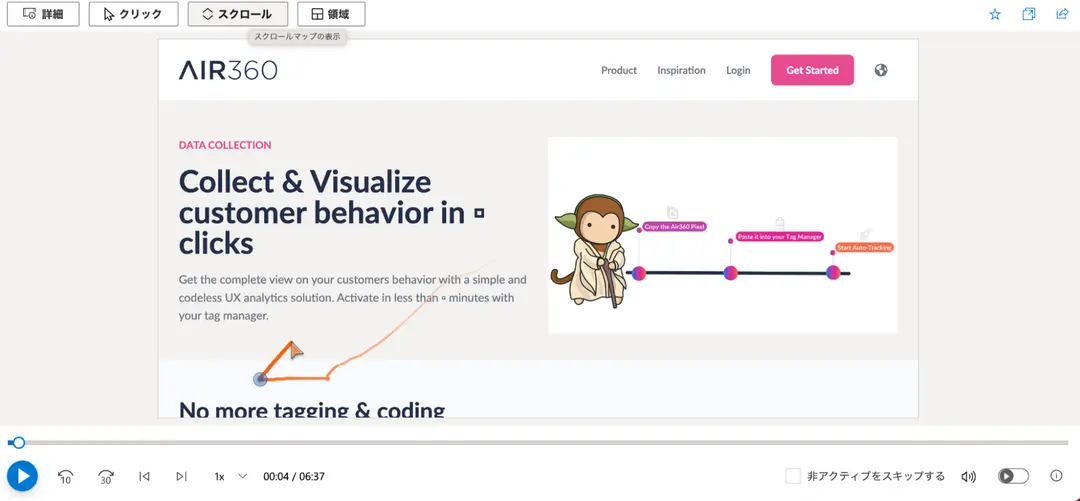 詳細
クリック
スクロール
領域
スクロールマップの表示
AIR360
Product
Inspiration
Login
Get Started
DATA COLLECTION
Collect & Visualize
customer behavior in ▫
clicks
Get the complete view on your customers behavior with a simple and
codeless UX analytics solution. Activate in less than ▫ minutes with
your tag manager.
Copy the Air360 Pixel
Paste it into your Tag Manager
Start Auto-Tracking
No more tagging & coding
10
30
1x
00:04 / 06:37
非アクティブをスキップする